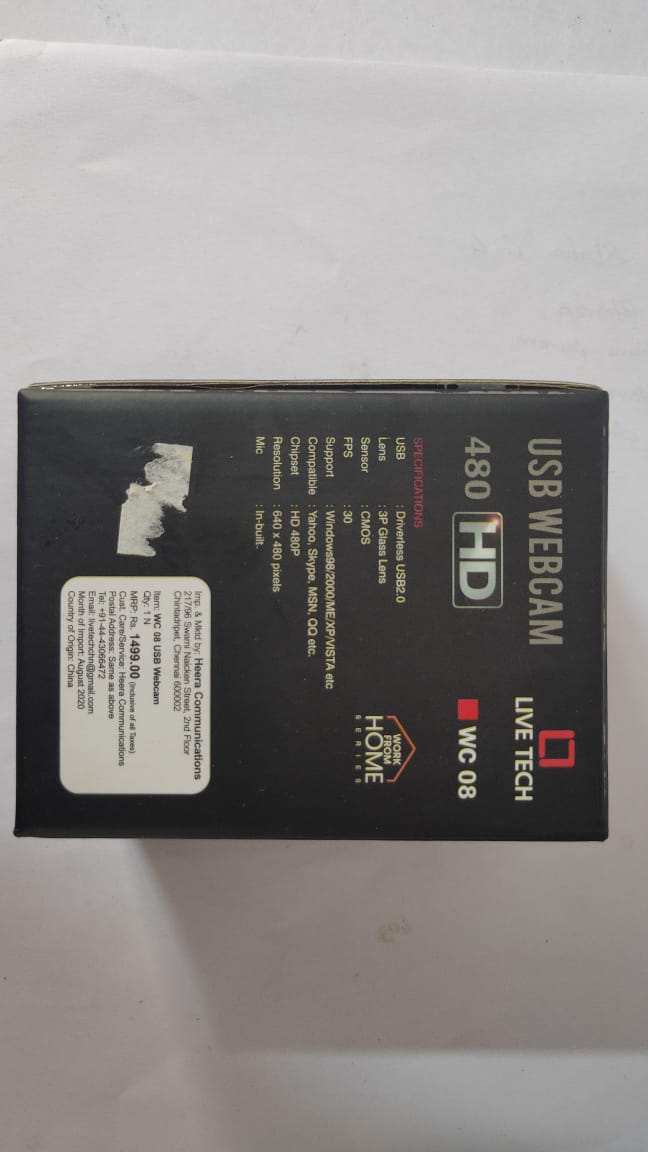 USB WEBCAM
LIVE TECH
480 HD
WC 08
SPECIFICATIONS
USB : Driverless USB2.0
Lens : 3P Glass Lens
Sensor : CMOS
FPS : 30
Support : Windows98/2000/ME/XP/VISTA etc
Compatible : Yahoo, Skype, MSN, QQ etc.
Chipset : HD 480P
Resolution : 640 x 480 pixels
Mic : In-built.
WORK
FROM
HOME
SERIES
Imp. & Mktd by: Heera Communications
217/96 Swami Naicken Street, 2nd Floor
Chintadripet, Chennai 600002
Item: WC 08 USB Webcam
Qty: 1 N
MRP: Rs. 1499.00 (Inclusive of all Taxes)
Cust. Care/Service: Heera Communications
Postal Address: Same as above
Tel: +91-44-43066472
Email: livetechchn@gmail.com
Month of Import: August 2020
Country of Origin: China